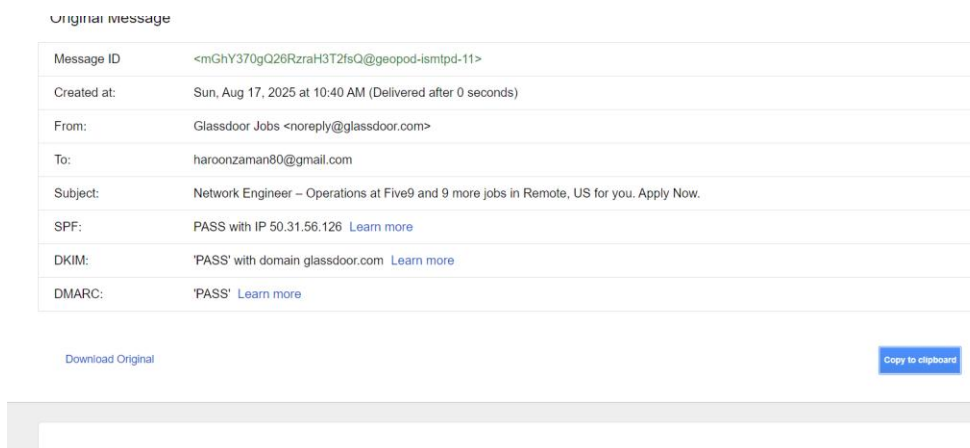 Original Message
Message ID <mGhY370gQ26RzraH3T2fsQ@geopod-ismtpd-11>
Created at: Sun, Aug 17, 2025 at 10:40 AM (Delivered after 0 seconds)
From: Glassdoor Jobs <noreply@glassdoor.com>
To: haroonzaman80@gmail.com
Subject: Network Engineer – Operations at Five9 and 9 more jobs in Remote, US for you. Apply Now.
SPF: PASS with IP 50.31.56.126 Learn more
DKIM: 'PASS' with domain glassdoor.com Learn more
DMARC: 'PASS' Learn more
Download Original Copy to clipboard